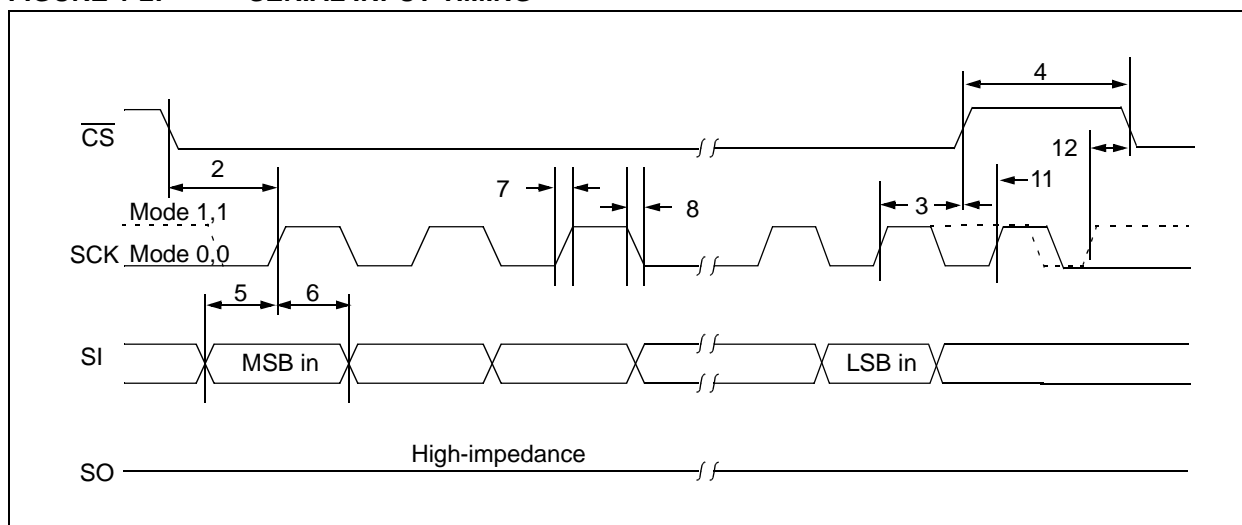 FIGURE 1-2: SERIAL INPUT TIMING
4
CS
12
2
7
11
Mode 1,1
8
3
SCK Mode 0,0
5
6
SI
MSB in
LSB in
High-impedance
SO